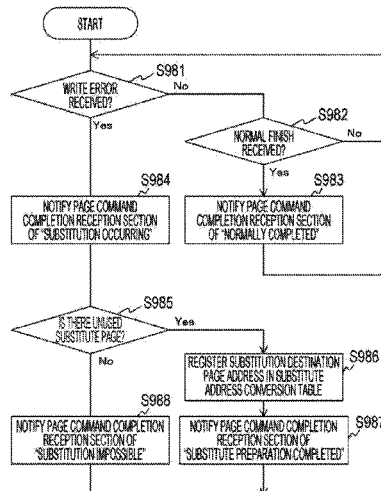 START
S981
WRITE ERROR
RECEIVED?
No
Yes
S982
NORMAL FINISH
RECEIVED?
No
Yes
S984
NOTIFY PAGE COMMAND
COMPLETION RECEPTION SECTION
OF "SUBSTITUTION OCCURRING"
S983
NOTIFY PAGE COMMAND
COMPLETION RECEPTION SECTION
OF "NORMALLY COMPLETED"
S985
IS THERE UNUSED
SUBSTITUTE PAGE?
Yes
No
S986
REGISTER SUBSTITUTION DESTINATION
PAGE ADDRESS IN SUBSTITUTE
ADDRESS CONVERSION TABLE
S988
NOTIFY PAGE COMMAND COMPLETION
RECEPTION SECTION OF
"SUBSTITUTION IMPOSSIBLE"
S987
NOTIFY PAGE COMMAND COMPLETION
RECEPTION SECTION OF
"SUBSTITUTE PREPARATION COMPLETED"